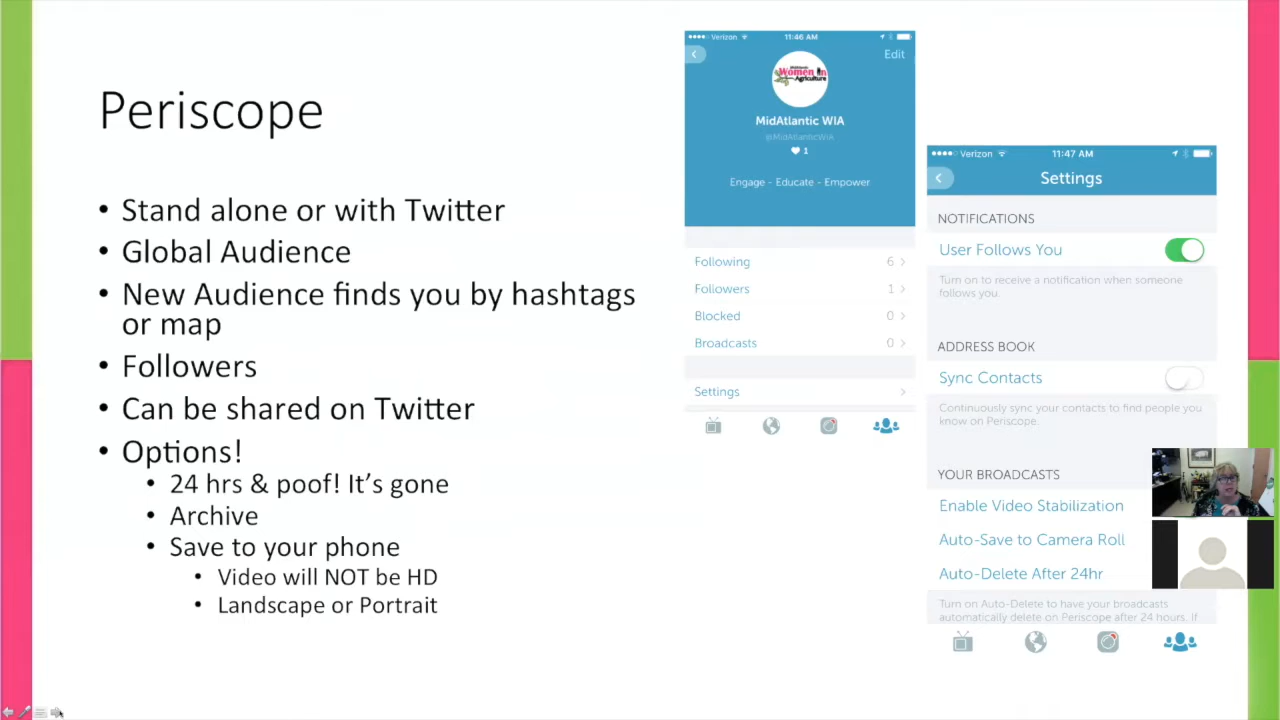 Periscope
• Stand alone or with Twitter
• Global Audience
• New Audience finds you by hashtags
or map
• Followers
• Can be shared on Twitter
• Options!
• 24 hrs & poof! It's gone
• Archive
• Save to your phone
• Video will NOT be HD
• Landscape or Portrait
Verizon 11:46 AM
Edit
MidAtlantic
Women In
Agriculture
MidAtlantic WIA
@MidAtlanticWIA
1
Engage - Educate - Empower
Following 6
Followers 1
Blocked 0
Broadcasts 0
Settings
Verizon 11:47 AM
Settings
NOTIFICATIONS
User Follows You
Turn on to receive a notification when someone
follows you.
ADDRESS BOOK
Sync Contacts
Continuously sync your contacts to find people you
know on Periscope.
YOUR BROADCASTS
Enable Video Stabilization
Auto-Save to Camera Roll
Auto-Delete After 24hr
Turn on Auto-Delete to have your broadcasts
automatically delete on Periscope after 24 hours. If